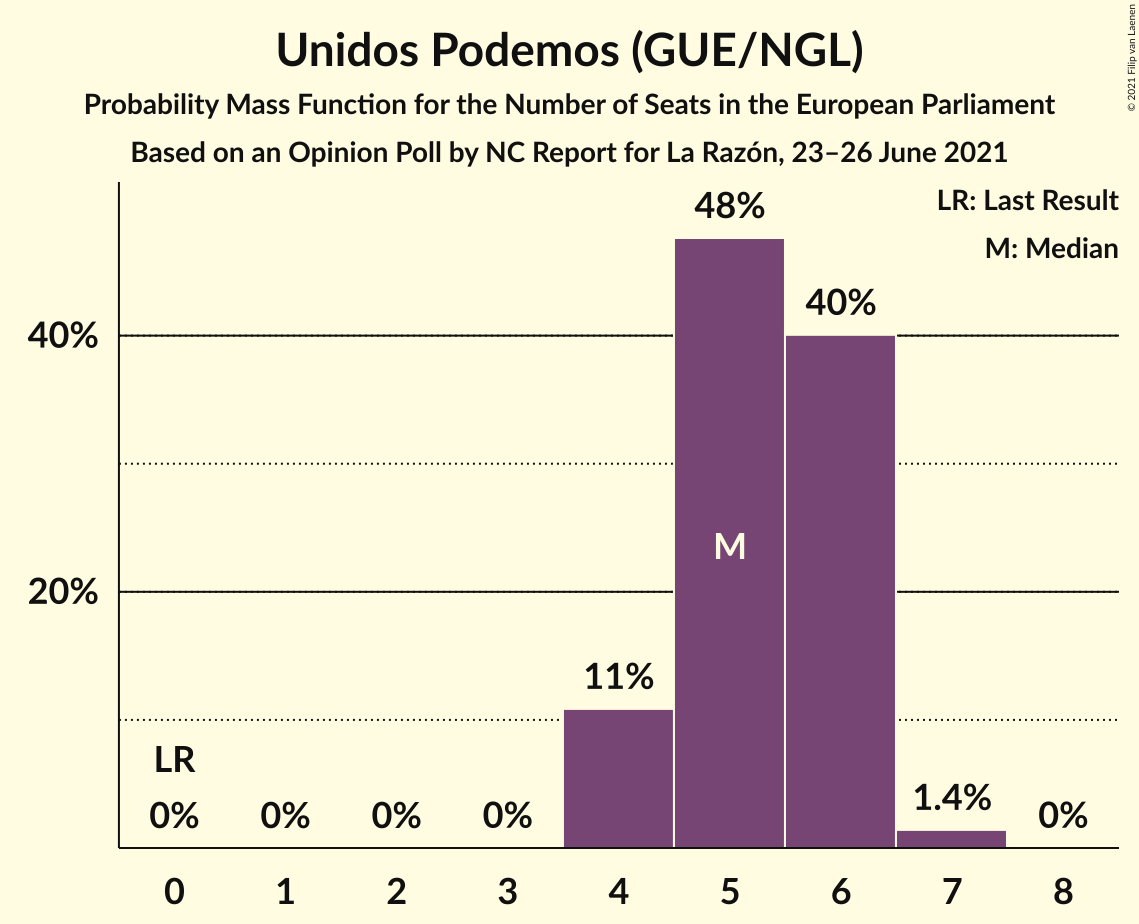 Unidos Podemos (GUE/NGL)
Probability Mass Function for the Number of Seats in the European Parliament
Based on an Opinion Poll by NC Report for La Razón, 23–26 June 2021
© 2021 Filip van Laenen
LR: Last Result
M: Median
48%
40%
40%
M
20%
11%
LR
0%
0%
0%
0%
1.4%
0%
0 1 2 3 4 5 6 7 8